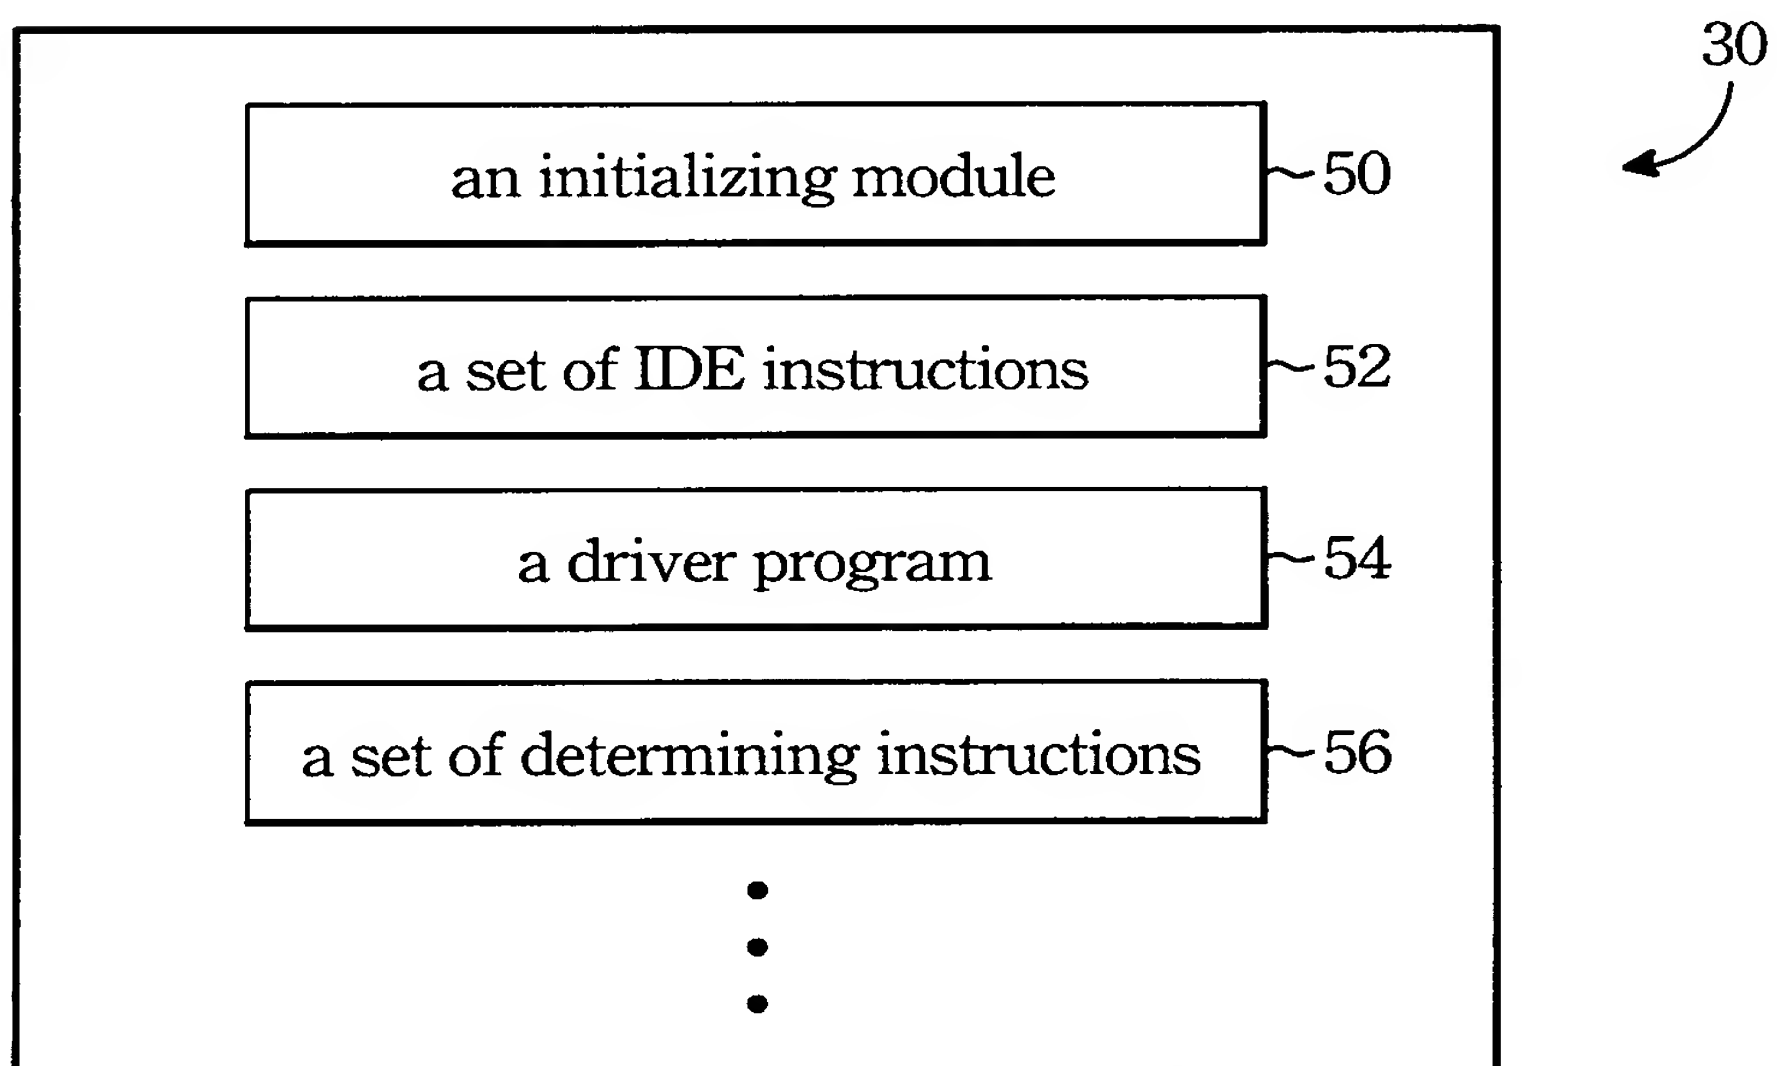 30
an initializing module 50
a set of IDE instructions 52
a driver program 54
a set of determining instructions 56